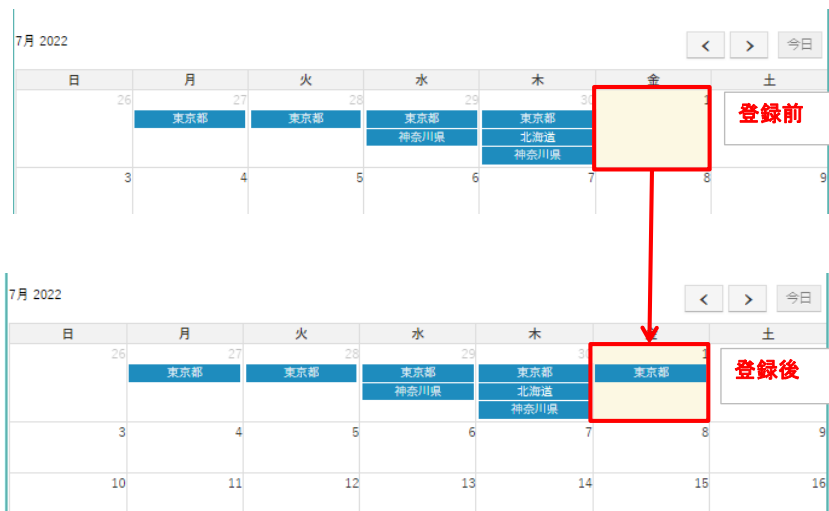 7月 2022
今日
日 月 火 水 木 金 土
26 27 28 29 30 1
東京都 東京都 東京都 東京都
神奈川県 北海道
神奈川県
登録前
3 4 5 6 7 8 9
7月 2022
今日
日 月 火 水 木 金 土
26 27 28 29 30 1
東京都 東京都 東京都 東京都 東京都
神奈川県 北海道
神奈川県
登録後
3 4 5 6 7 8 9
10 11 12 13 14 15 16